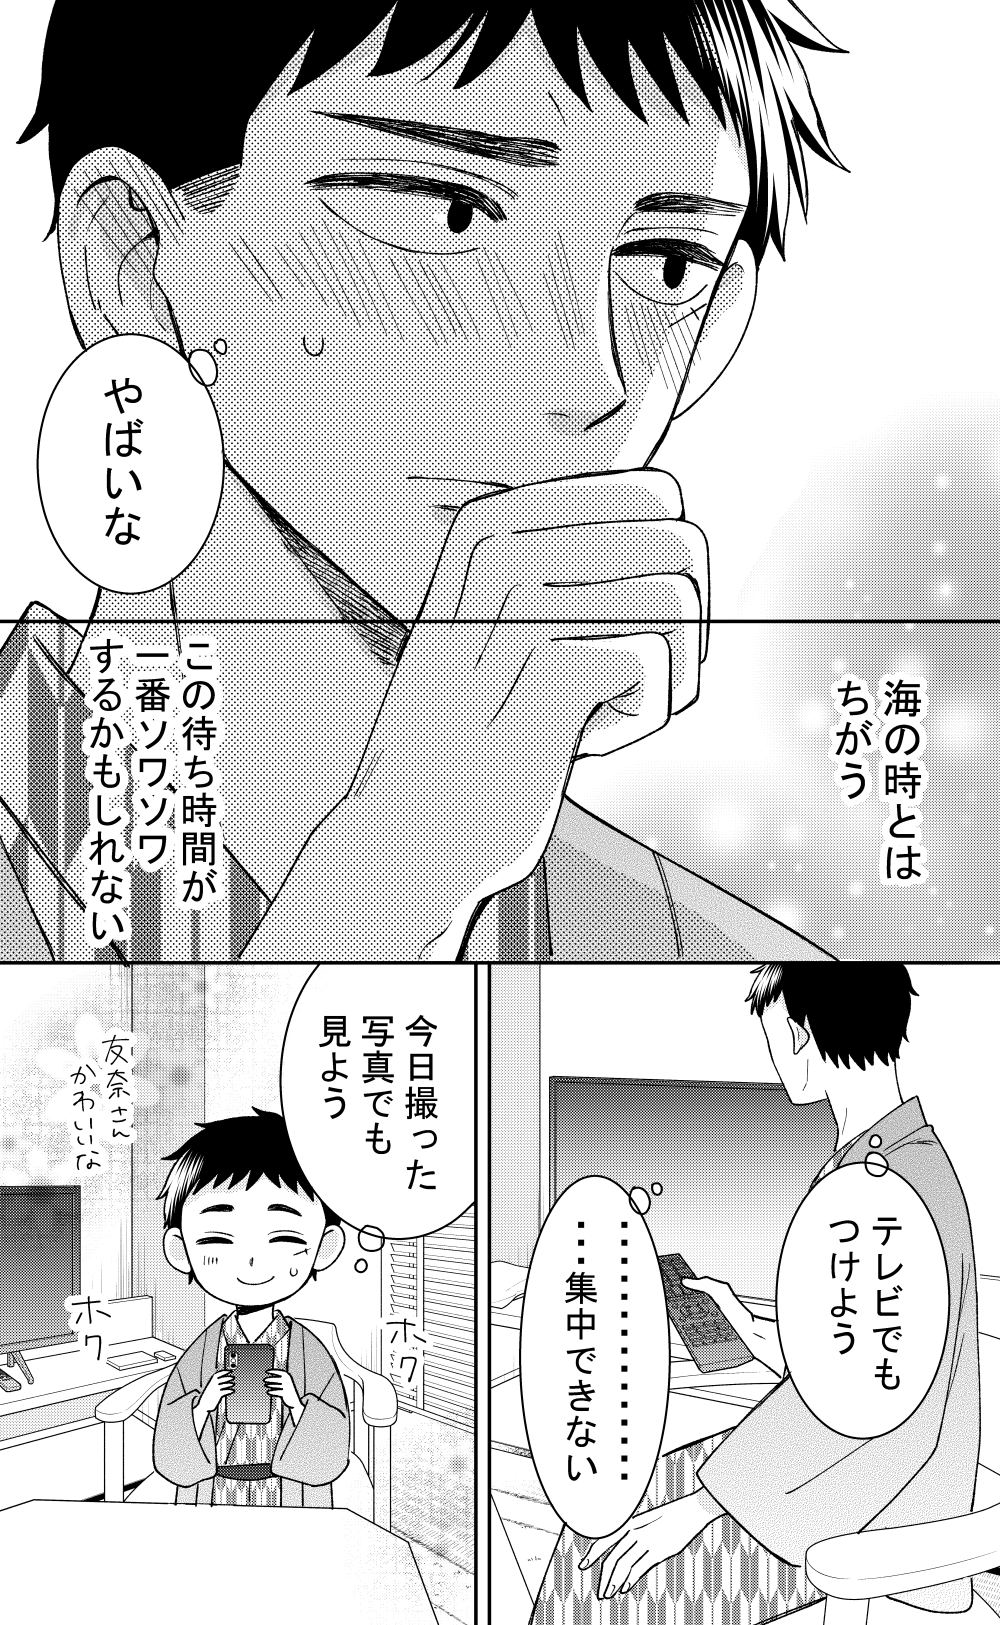 やばいな
海の時とは
ちがう
この待ち時間が
一番ソワソワ
するかもしれない
テレビでも
つけよう
・・・・・・・・・・・・・・・
・・・集中できない
今日撮った
写真でも
見よう
友奈さん
かわいいな
ホク
ホク